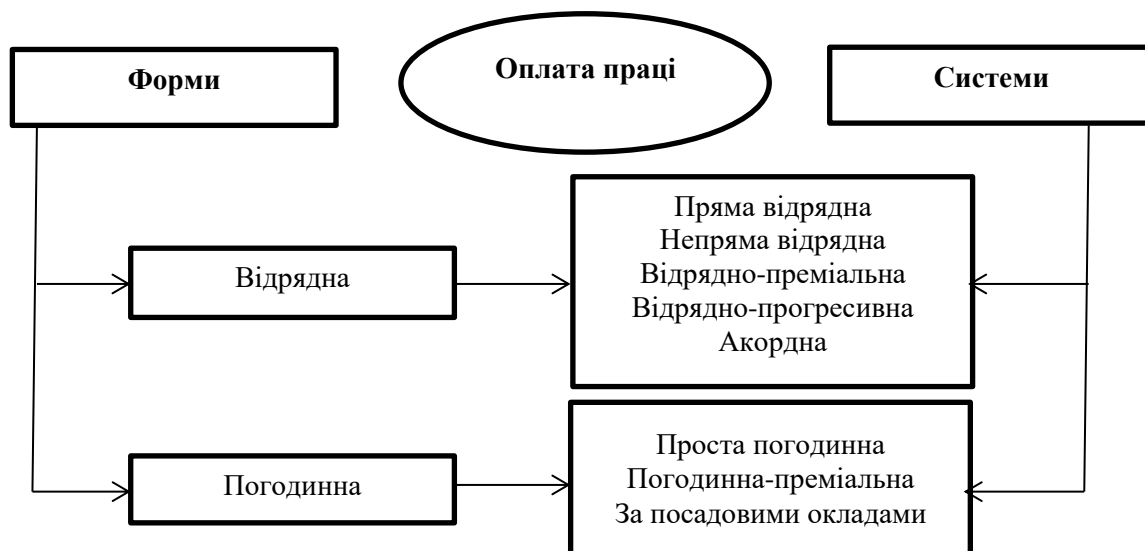 Форми
Оплата праці
Системи
Відрядна
Пряма відрядна
Непряма відрядна
Відрядно-преміальна
Відрядно-прогресивна
Акордна
Погодинна
Проста погодинна
Погодинна-преміальна
За посадовими окладами